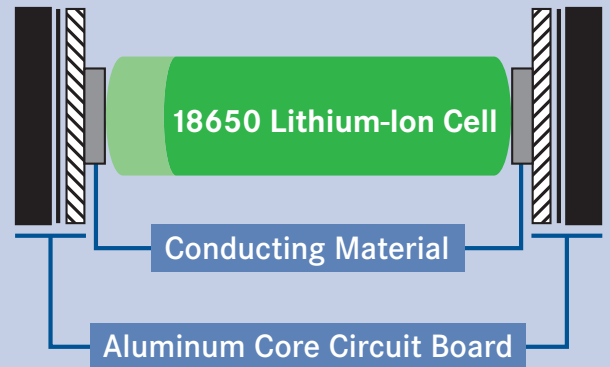 18650 Lithium-Ion Cell
Conducting Material
Aluminum Core Circuit Board